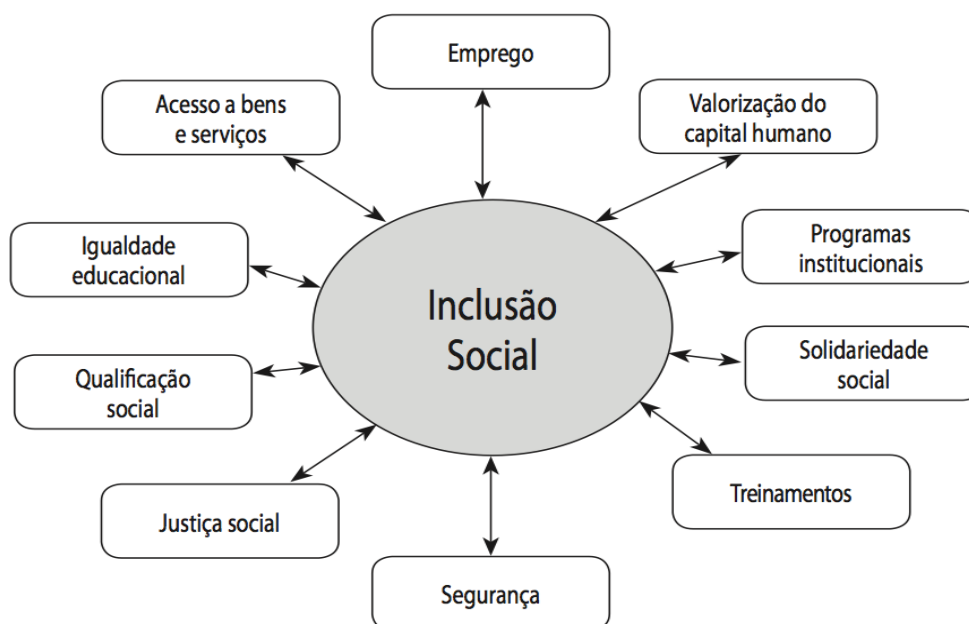 Emprego
Acesso a bens
e serviços
Valorização do
capital humano
Igualdade
educacional
Programas
institucionais
Inclusão
Social
Qualificação
social
Solidariedade
social
Justiça social
Treinamentos
Segurança